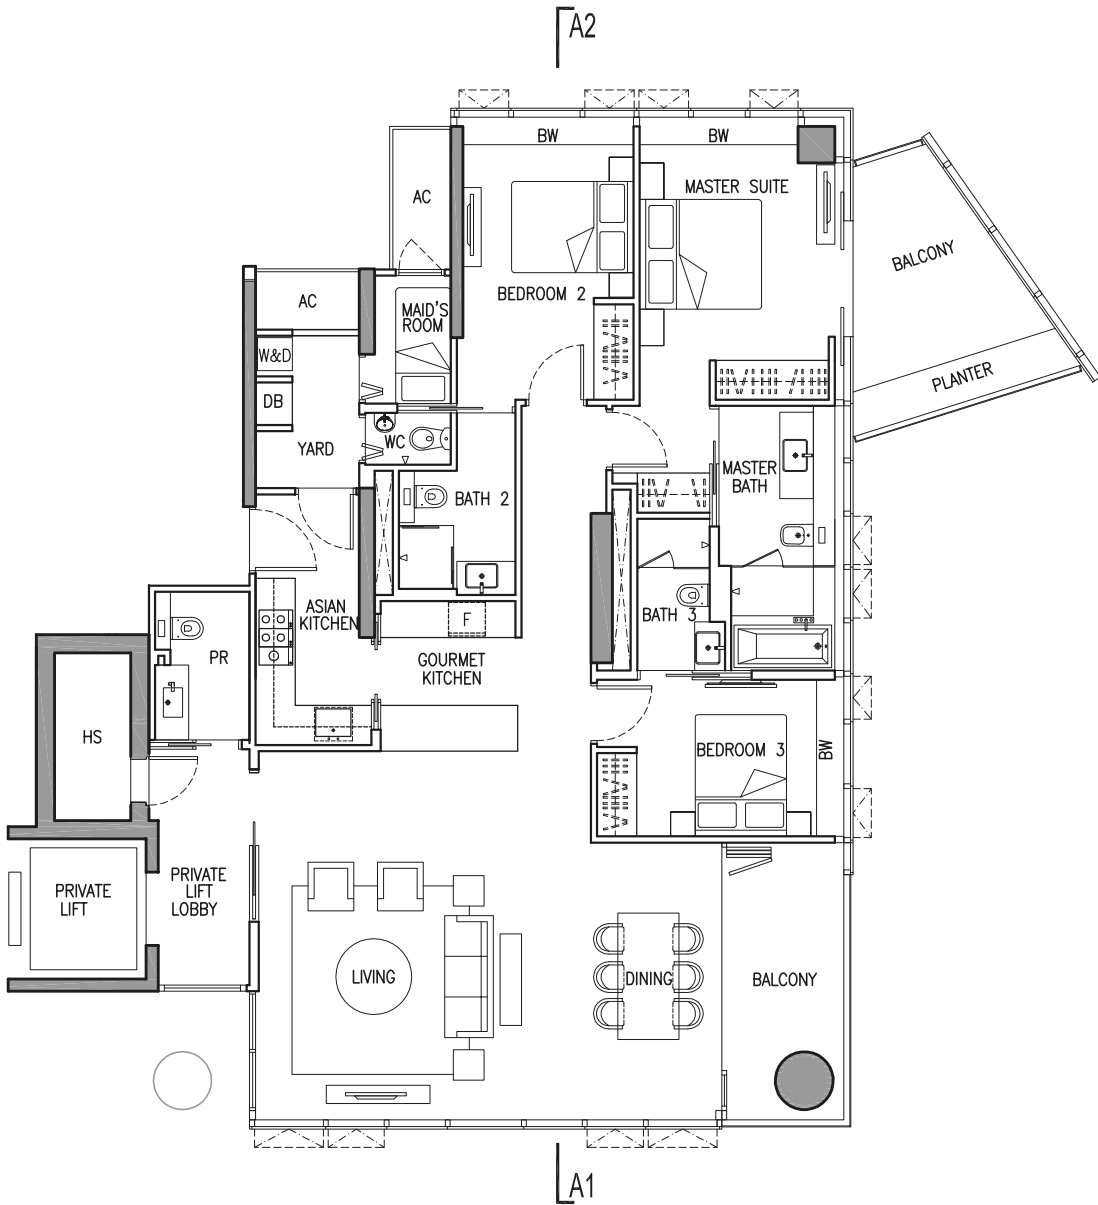 A2
BW
BW
AC
MASTER SUITE
BALCONY
BEDROOM 2
AC
MAID'S
ROOM
W&D
PLANTER
DB
WC
YARD
MASTER
BATH
BATH 2
ASIAN
KITCHEN
F
BATH 3
PR
GOURMET
KITCHEN
HS
BEDROOM 3
BW
PRIVATE
LIFT
PRIVATE
LIFT
LOBBY
LIVING
DINING
BALCONY
A1